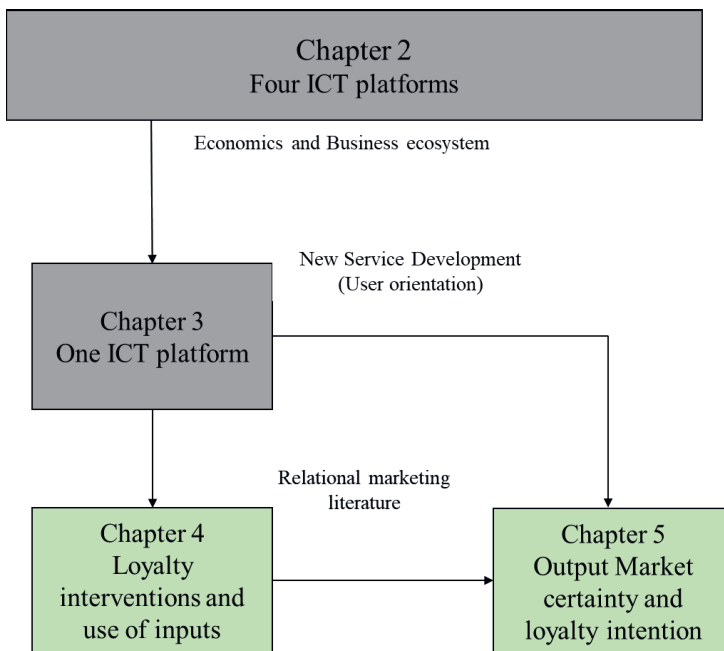 Chapter 2
Four ICT platforms
Economics and Business ecosystem
New Service Development
(User orientation)
Chapter 3
One ICT platform
Relational marketing
literature
Chapter 4
Loyalty
interventions and
use of inputs
Chapter 5
Output Market
certainty and
loyalty intention